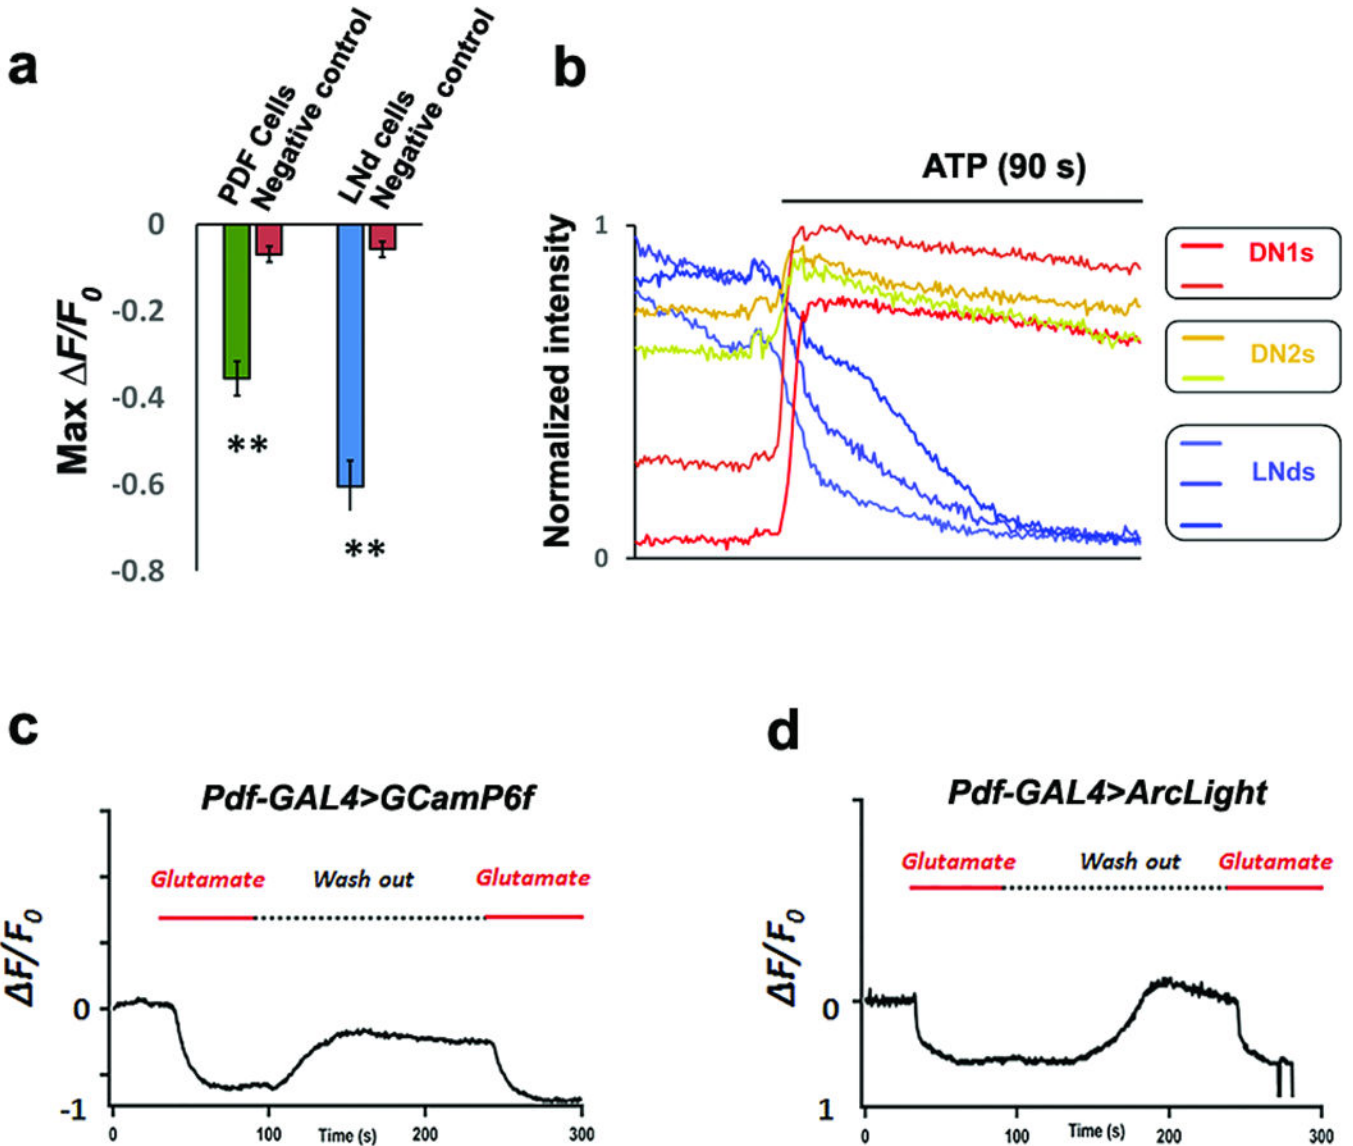 a
PDF Cells
Negative control
LNd cells
Negative control
Max ΔF/F0
0
-0.2
-0.4
-0.6
-0.8
**
**
b
ATP (90 s)
Normalized intensity
1
0
DN1s
DN2s
LNds
c
Pdf-GAL4>GCamP6f
Glutamate
Wash out
Glutamate
ΔF/F0
0
-1
0
100
Time (s)
200
300
d
Pdf-GAL4>ArcLight
Glutamate
Wash out
Glutamate
ΔF/F0
0
1
0
100
Time (s)
200
300